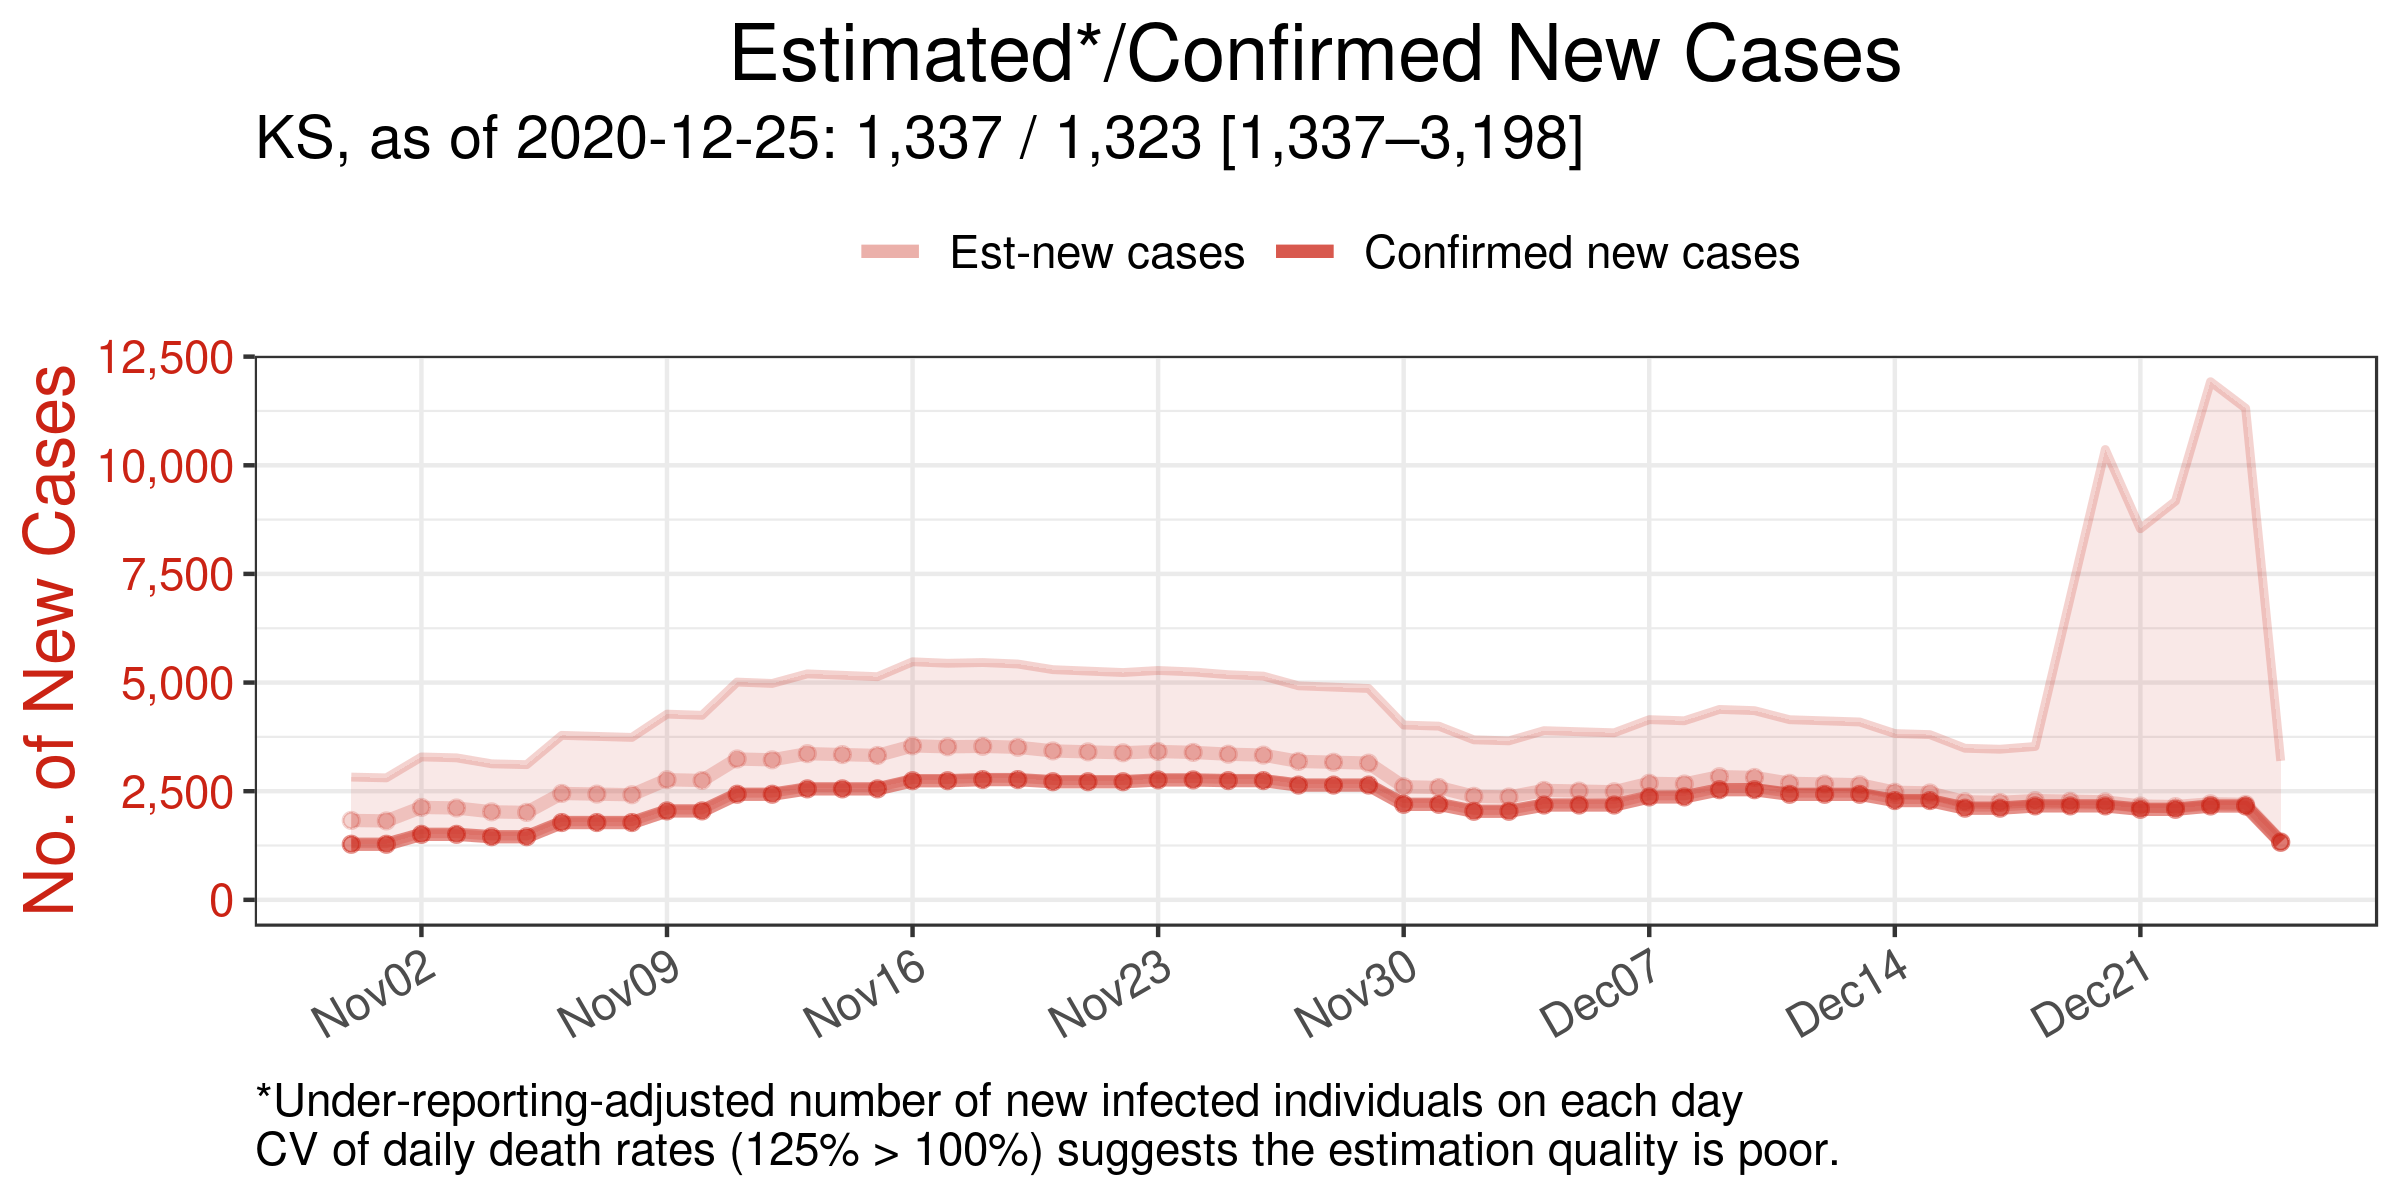 Estimated*/Confirmed New Cases
KS, as of 2020-12-25: 1,337 / 1,323 [1,337–3,198]
Est-new cases
Confirmed new cases
No. of New Cases
12,500
10,000
7,500
5,000
2,500
0
Nov02
Nov09
Nov16
Nov23
Nov30
Dec07
Dec14
Dec21
*Under-reporting-adjusted number of new infected individuals on each day
CV of daily death rates (125% > 100%) suggests the estimation quality is poor.